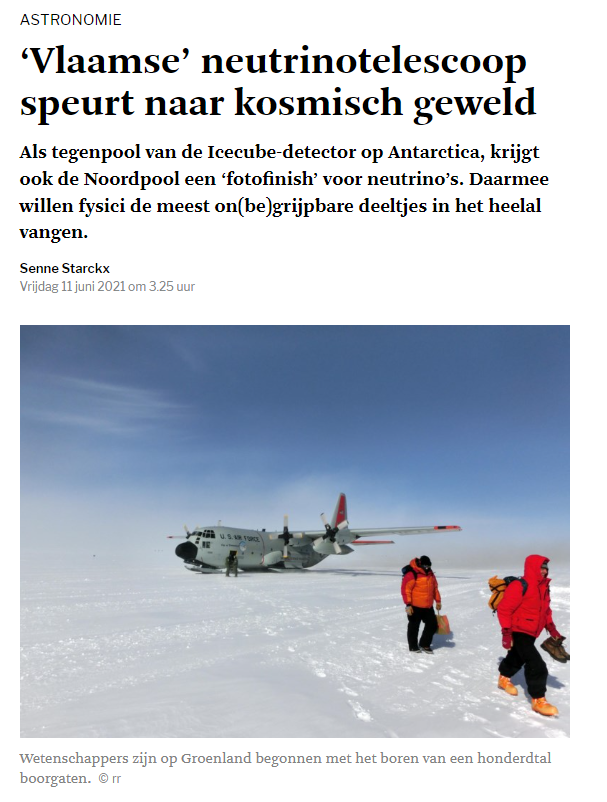 ASTRONOMIE
‘Vlaamse’ neutrinotelescoop
speurt naar kosmisch geweld
Als tegenpool van de Icecube-detector op Antarctica, krijgt
ook de Noordpool een ‘fotofinish’ voor neutrino’s. Daarmee
willen fysici de meest on(be)grijpbare deeltjes in het heelal
vangen.
Senne Starckx
Vrijdag 11 juni 2021 om 3.25 uur
U.S. AIR FORCE
Wetenschappers zijn op Groenland begonnen met het boren van een honderdtal
boorgaten. © rr